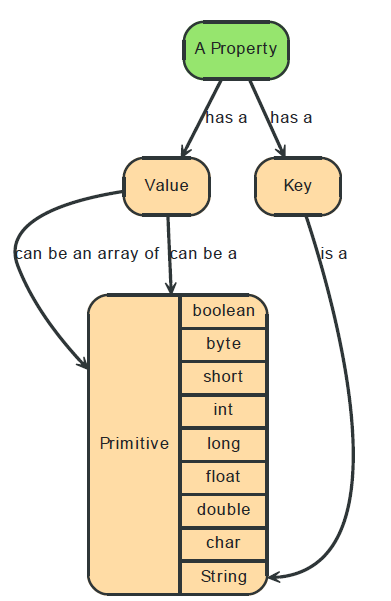 A Property
has a
has a
Value
Key
can be an array of
can be a
is a
Primitive
boolean
byte
short
int
long
float
double
char
String